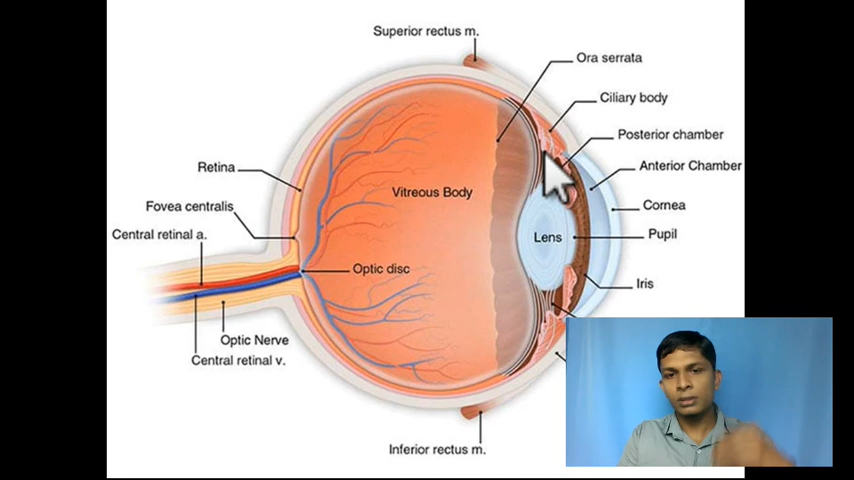 Superior rectus m.
Ora serrata
Ciliary body
Posterior chamber
Anterior Chamber
Retina
Vitreous Body
Fovea centralis
Cornea
Central retinal a.
Lens
Pupil
Optic disc
Iris
Optic Nerve
Central retinal v.
Inferior rectus m.